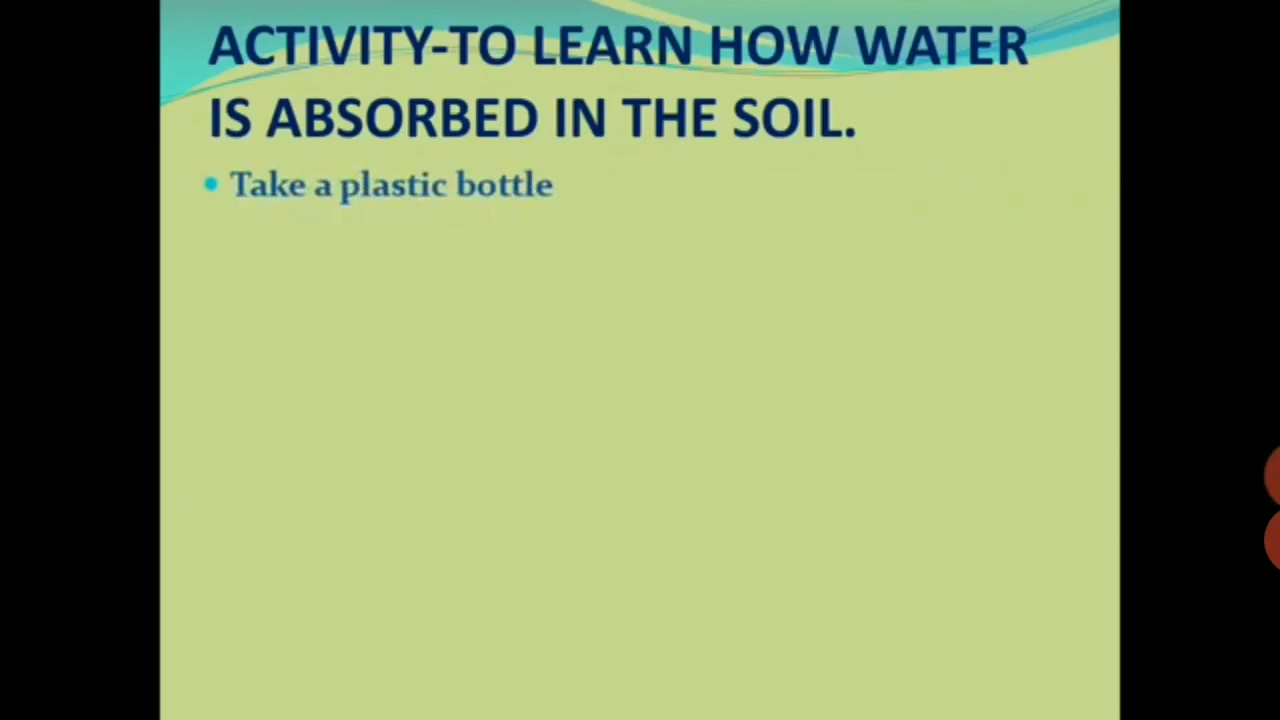 ACTIVITY-TO LEARN HOW WATER
IS ABSORBED IN THE SOIL.
• Take a plastic bottle